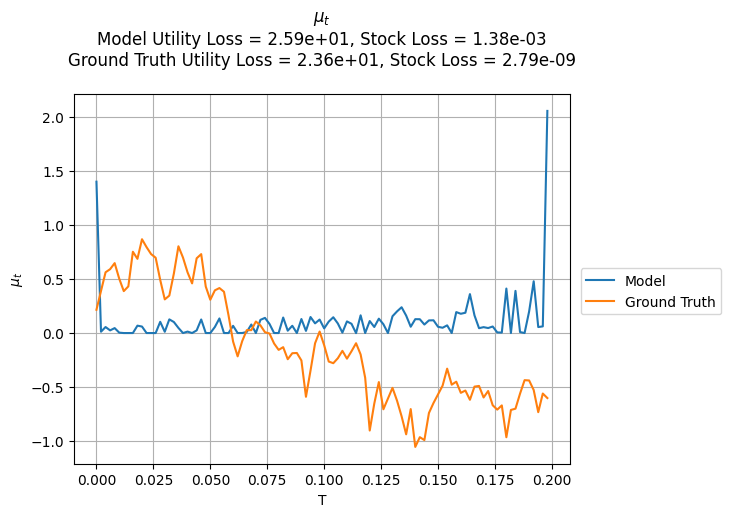 μt
Model Utility Loss = 2.59e+01, Stock Loss = 1.38e-03
Ground Truth Utility Loss = 2.36e+01, Stock Loss = 2.79e-09
2.0
1.5
1.0
0.5
0.0
−0.5
−1.0
μt
0.000 0.025 0.050 0.075 0.100 0.125 0.150 0.175 0.200
T
Model
Ground Truth